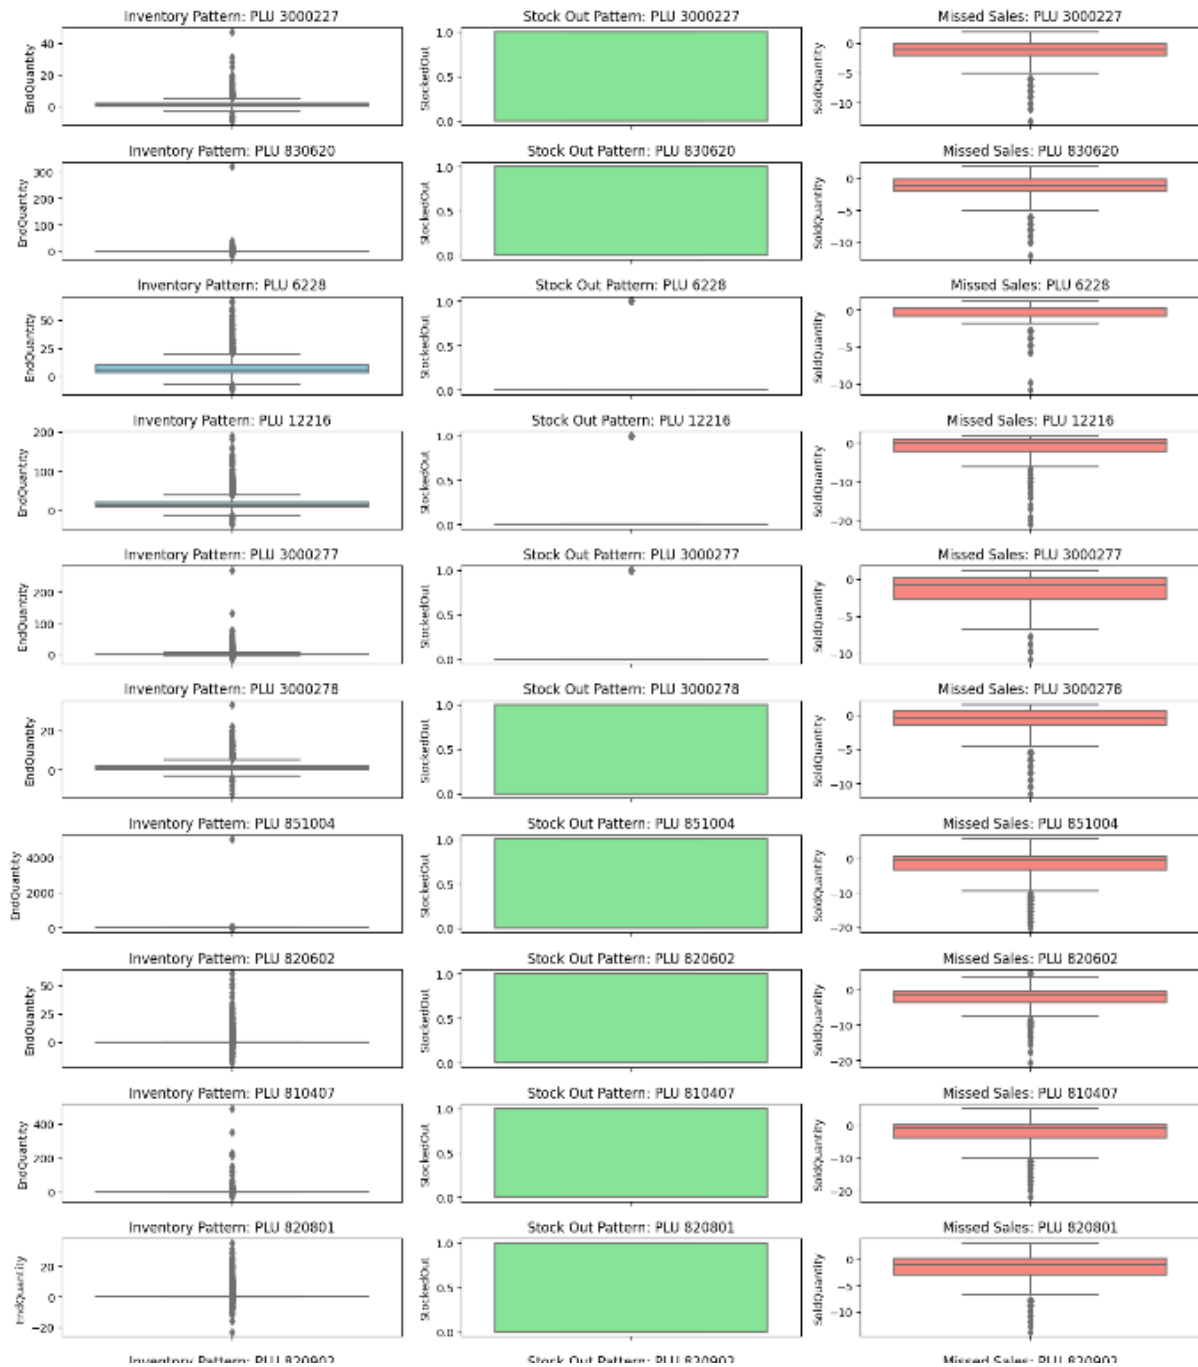 Inventory Pattern: PLU 3000227 Stock Out Pattern: PLU 3000227 Missed Sales: PLU 3000227
EndQuantity 40 20 0 StockedOut 1.0 0.5 0.0 SoldQuantity 0 −5 −10
Inventory Pattern: PLU 830620 Stock Out Pattern: PLU 830620 Missed Sales: PLU 830620
EndQuantity 300 200 100 0 StockedOut 1.0 0.5 0.0 SoldQuantity 0 −5 −10
Inventory Pattern: PLU 6228 Stock Out Pattern: PLU 6228 Missed Sales: PLU 6228
EndQuantity 50 25 0 StockedOut 1.0 0.5 0.0 SoldQuantity 0 −5 −10
Inventory Pattern: PLU 12216 Stock Out Pattern: PLU 12216 Missed Sales: PLU 12216
EndQuantity 200 100 0 StockedOut 1.0 0.5 0.0 SoldQuantity 0 −10 −20
Inventory Pattern: PLU 3000277 Stock Out Pattern: PLU 3000277 Missed Sales: PLU 3000277
EndQuantity 200 100 0 StockedOut 1.0 0.5 0.0 SoldQuantity 0 −5 −10
Inventory Pattern: PLU 3000278 Stock Out Pattern: PLU 3000278 Missed Sales: PLU 3000278
EndQuantity 20 0 StockedOut 1.0 0.5 0.0 SoldQuantity 0 −5 −10
Inventory Pattern: PLU 851004 Stock Out Pattern: PLU 851004 Missed Sales: PLU 851004
EndQuantity 4000 2000 0 StockedOut 1.0 0.5 0.0 SoldQuantity 0 −10 −20
Inventory Pattern: PLU 820602 Stock Out Pattern: PLU 820602 Missed Sales: PLU 820602
EndQuantity 50 25 0 StockedOut 1.0 0.5 0.0 SoldQuantity 0 −10 −20
Inventory Pattern: PLU 810407 Stock Out Pattern: PLU 810407 Missed Sales: PLU 810407
EndQuantity 400 200 0 StockedOut 1.0 0.5 0.0 SoldQuantity 0 −10 −20
Inventory Pattern: PLU 820801 Stock Out Pattern: PLU 820801 Missed Sales: PLU 820801
EndQuantity 20 0 −20 StockedOut 1.0 0.5 0.0 SoldQuantity 0 −5 −10
Inventory Pattern: PLU 820902 Stock Out Pattern: PLU 820902 Missed Sales: PLU 820902